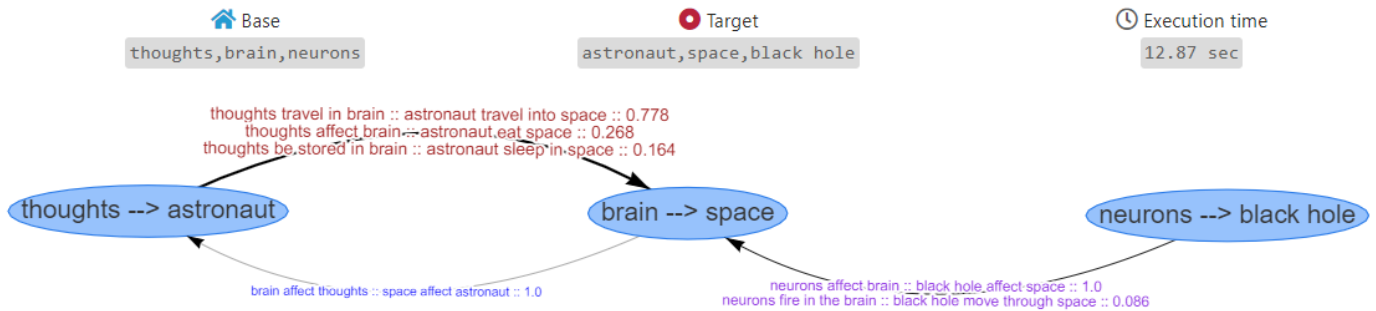 Base
Target
Execution time
thoughts,brain,neurons
astronaut,space,black hole
12.87 sec
thoughts travel in brain :: astronaut travel into space :: 0.778
thoughts affect brain :: astronaut eat space :: 0.268
thoughts be stored in brain :: astronaut sleep in space :: 0.164
thoughts --> astronaut
brain --> space
neurons --> black hole
brain affect thoughts :: space affect astronaut :: 1.0
neurons affect brain :: black hole affect space :: 1.0
neurons fire in the brain :: black hole move through space :: 0.086